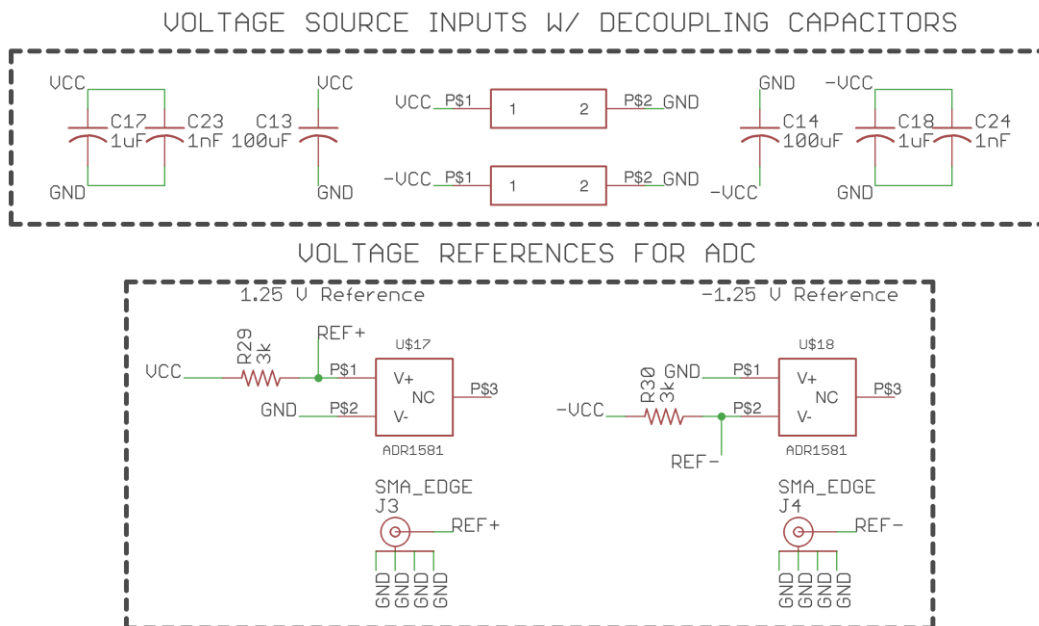 VOLTAGE SOURCE INPUTS W/ DECOUPLING CAPACITORS
VCC
C17
1uF
C23
1nF
GND
VCC
C13
100uF
GND
VCC P$1 1 2 P$2 GND
-VCC P$1 1 2 P$2 GND
GND
C14
100uF
-VCC
-VCC
C18
1uF
C24
1nF
GND
VOLTAGE REFERENCES FOR ADC
1.25 V Reference
REF+
R29
3k
VCC
P$1
GND
P$2
U$17
V+
NC
V-
P$3
ADR1581
SMA_EDGE
J3
REF+
GND
GND
GND
GND
-1.25 V Reference
U$18
GND
P$1
R30
3k
-VCC
P$2
REF-
V+
NC
V-
P$3
ADR1581
SMA_EDGE
J4
REF-
GND
GND
GND
GND